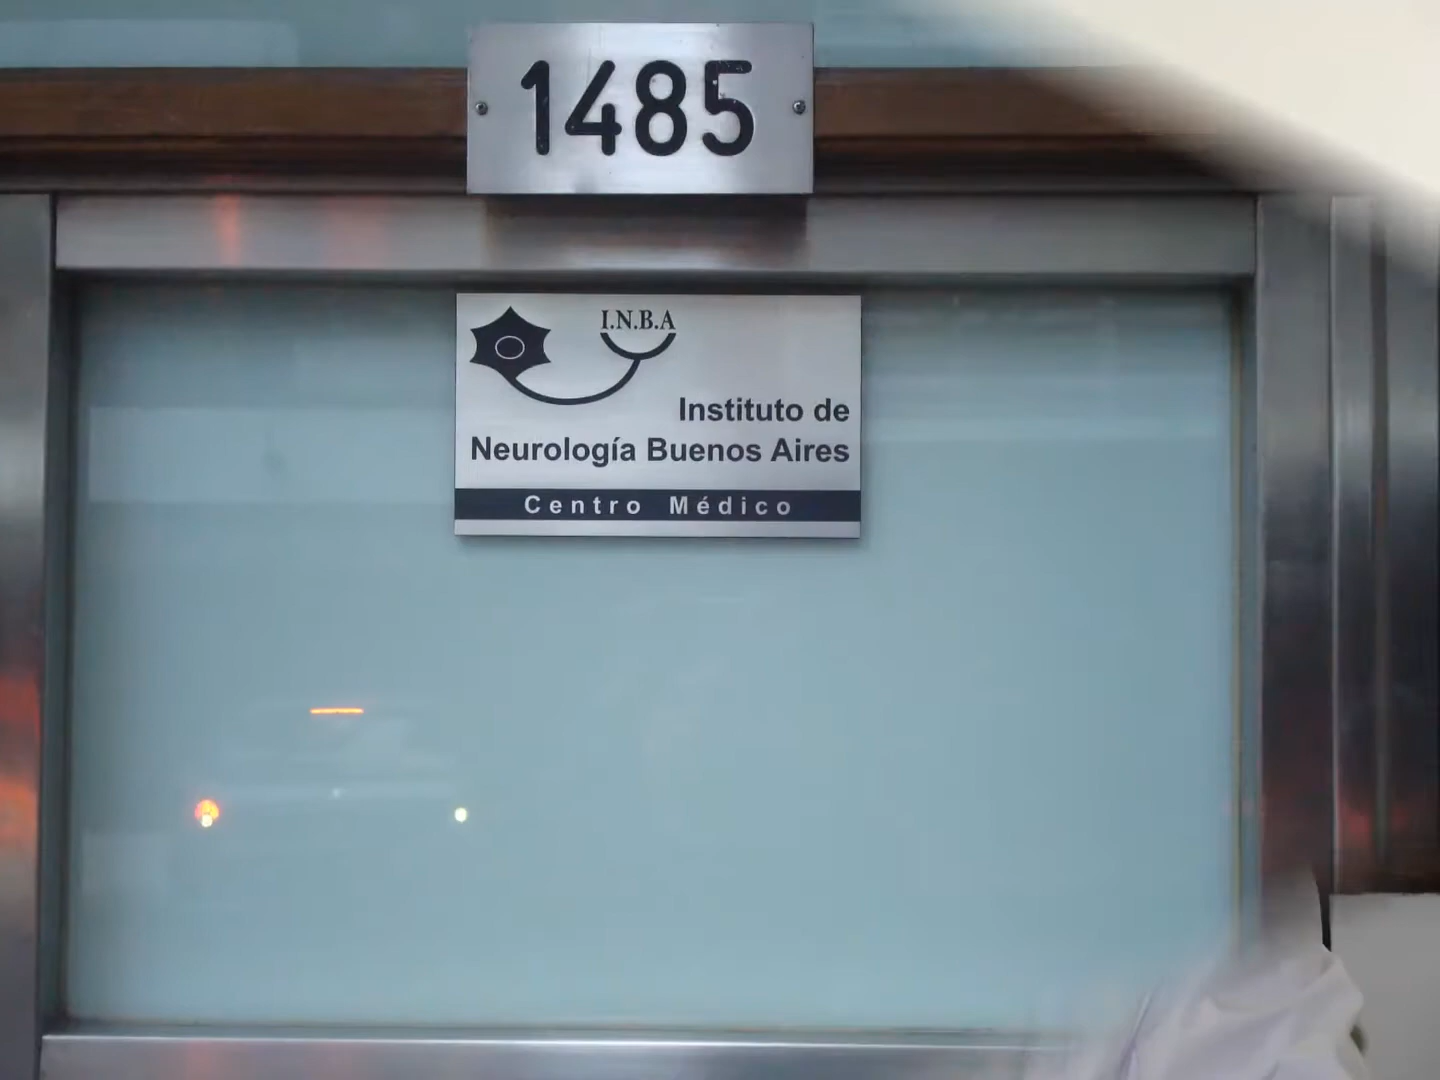 1485
I.N.B.A
Instituto de
Neurología Buenos Aires
Centro Médico